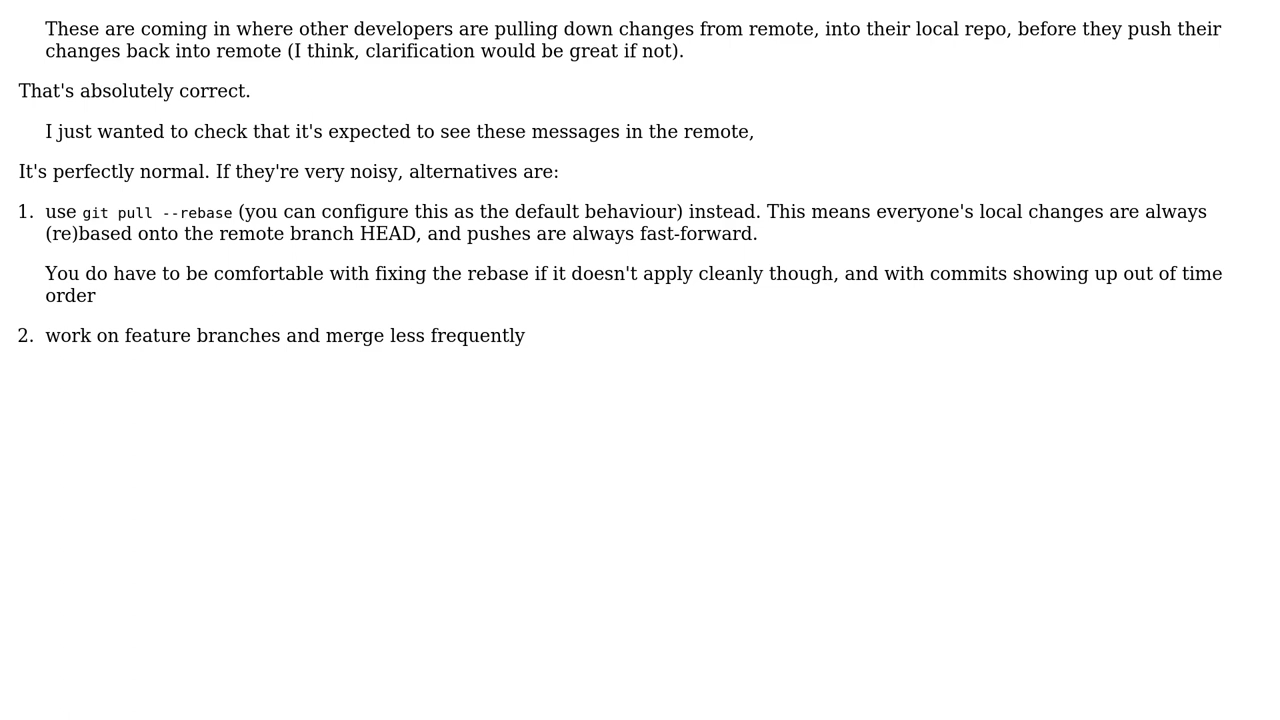 These are coming in where other developers are pulling down changes from remote, into their local repo, before they push their
changes back into remote (I think, clarification would be great if not).
That's absolutely correct.
I just wanted to check that it's expected to see these messages in the remote,
It's perfectly normal. If they're very noisy, alternatives are:
1. use git pull --rebase (you can configure this as the default behaviour) instead. This means everyone's local changes are always
(re)based onto the remote branch HEAD, and pushes are always fast-forward.
You do have to be comfortable with fixing the rebase if it doesn't apply cleanly though, and with commits showing up out of time
order
2. work on feature branches and merge less frequently